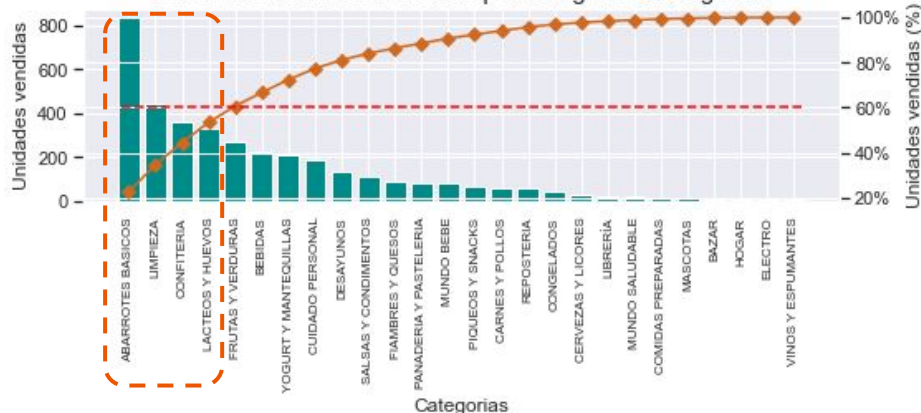 Unidades vendidas
800
600
400
200
0
100%
80%
60%
40%
20%
Unidades vendidas (%)
ABARROTES BASICOS
LIMPIEZA
CONFITERIA
LACTEOS Y HUEVOS
FRUTAS Y VERDURAS
BEBIDAS
YOGURT Y MANTEQUILLAS
CUIDADO PERSONAL
DESAYUNOS
SALSAS Y CONDIMENTOS
FIAMBRES Y QUESOS
PANADERIA Y PASTELERIA
MUNDO BEBE
PIQUEOS Y SNACKS
CARNES Y POLLOS
REPOSTERIA
CONGELADOS
CERVEZAS Y LICORES
LIBRERÍA
MUNDO SALUDABLE
COMIDAS PREPARADAS
MASCOTAS
BAZAR
HOGAR
ELECTRO
VINOS Y ESPUMANTES
Categorias